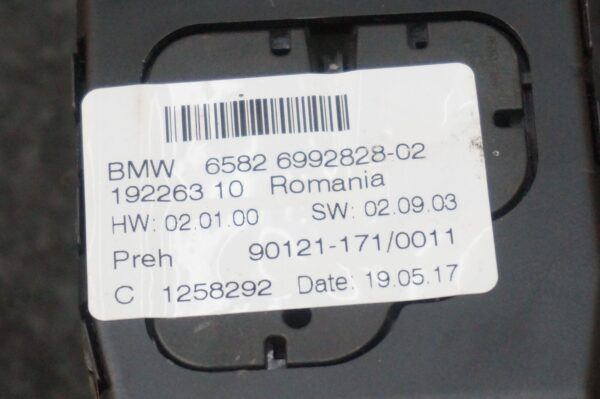 BMW 6582 6992828-02
192263 10 Romania
HW: 02.01.00 SW: 02.09.03
Preh 90121-171/0011
C 1258292 Date: 19.05.17